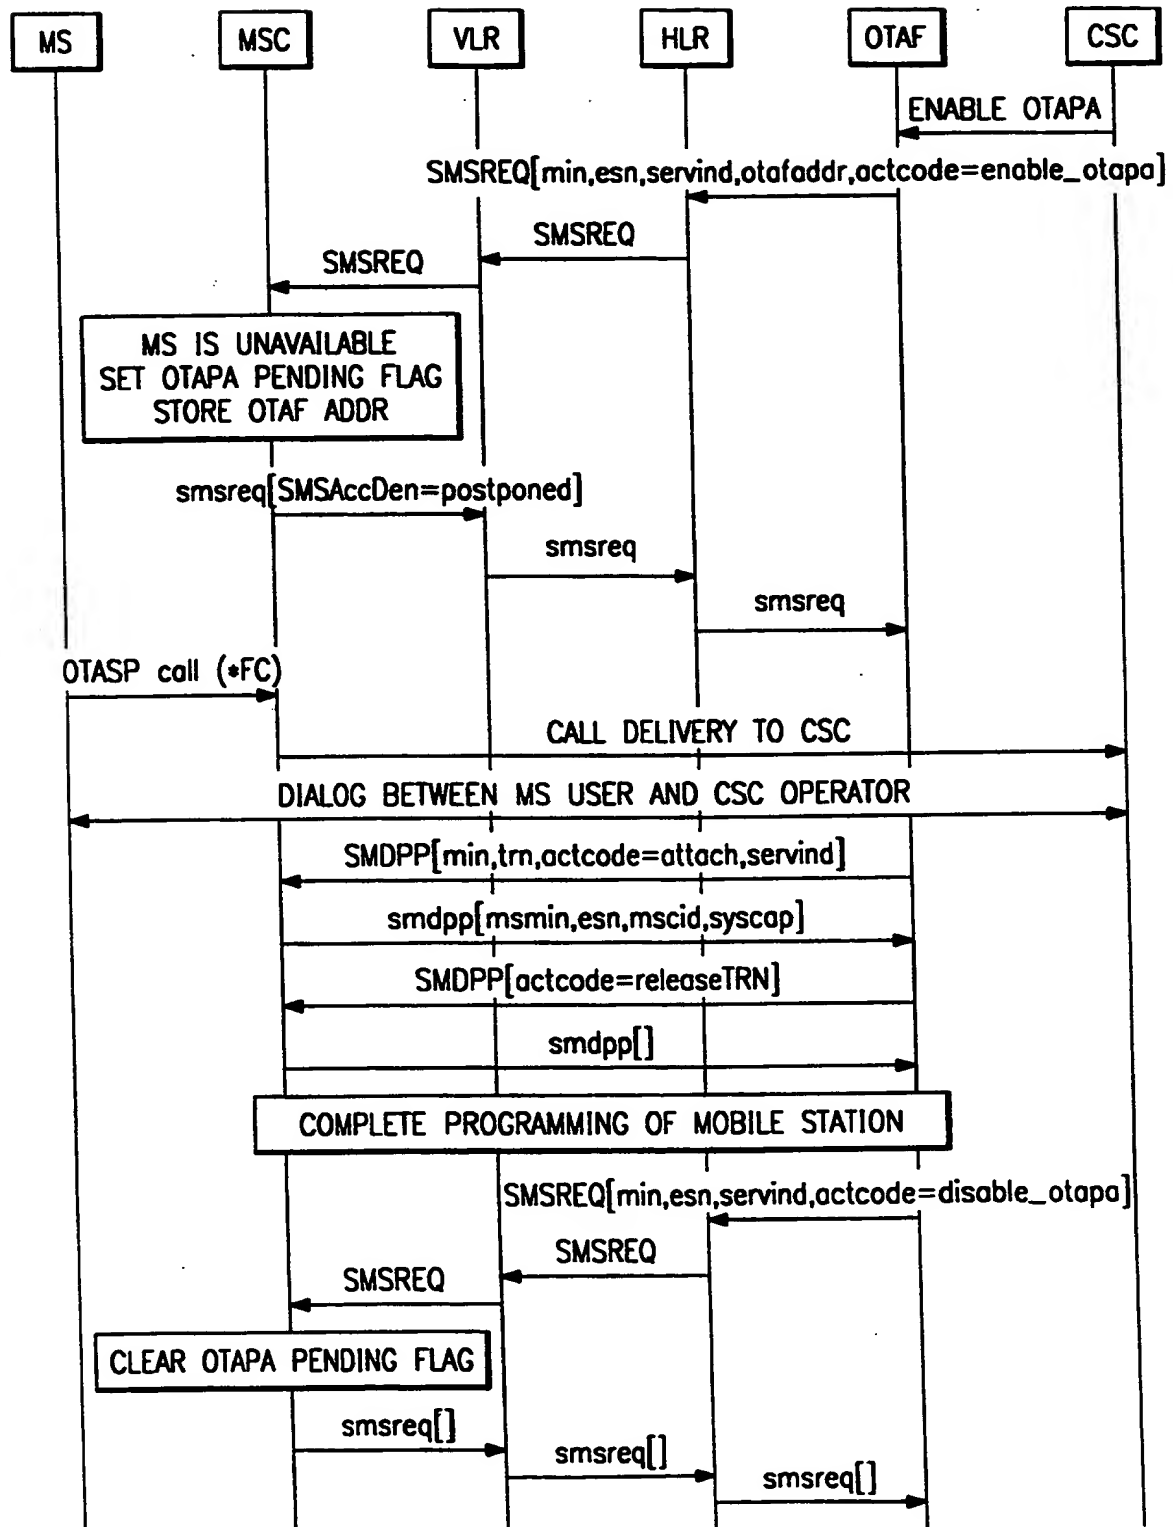 MS
MSC
VLR
HLR
OTAF
CSC
ENABLE OTAPA
SMSREQ[min,esn,servind,otafaddr,actcode=enable_otapa]
SMSREQ
SMSREQ
MS IS UNAVAILABLE
SET OTAPA PENDING FLAG
STORE OTAF ADDR
smsreq[SMSAccDen=postponed]
smsreq
smsreq
OTASP call (*FC)
CALL DELIVERY TO CSC
DIALOG BETWEEN MS USER AND CSC OPERATOR
SMDPP[min,trn,actcode=attach,servind]
smdpp[msmin,esn,mscid,syscap]
SMDPP[actcode=releaseTRN]
smdpp[]
COMPLETE PROGRAMMING OF MOBILE STATION
SMSREQ[min,esn,servind,actcode=disable_otapa]
SMSREQ
SMSREQ
CLEAR OTAPA PENDING FLAG
smsreq[]
smsreq[]
smsreq[]